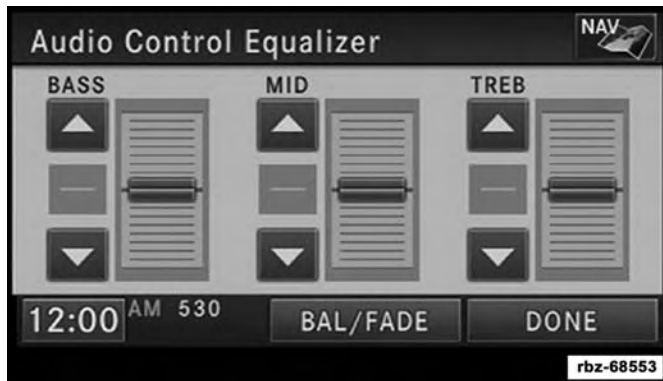 Audio Control Equalizer NAV
BASS MID TREB
12:00 AM 530 BAL/FADE DONE
rbz-68553